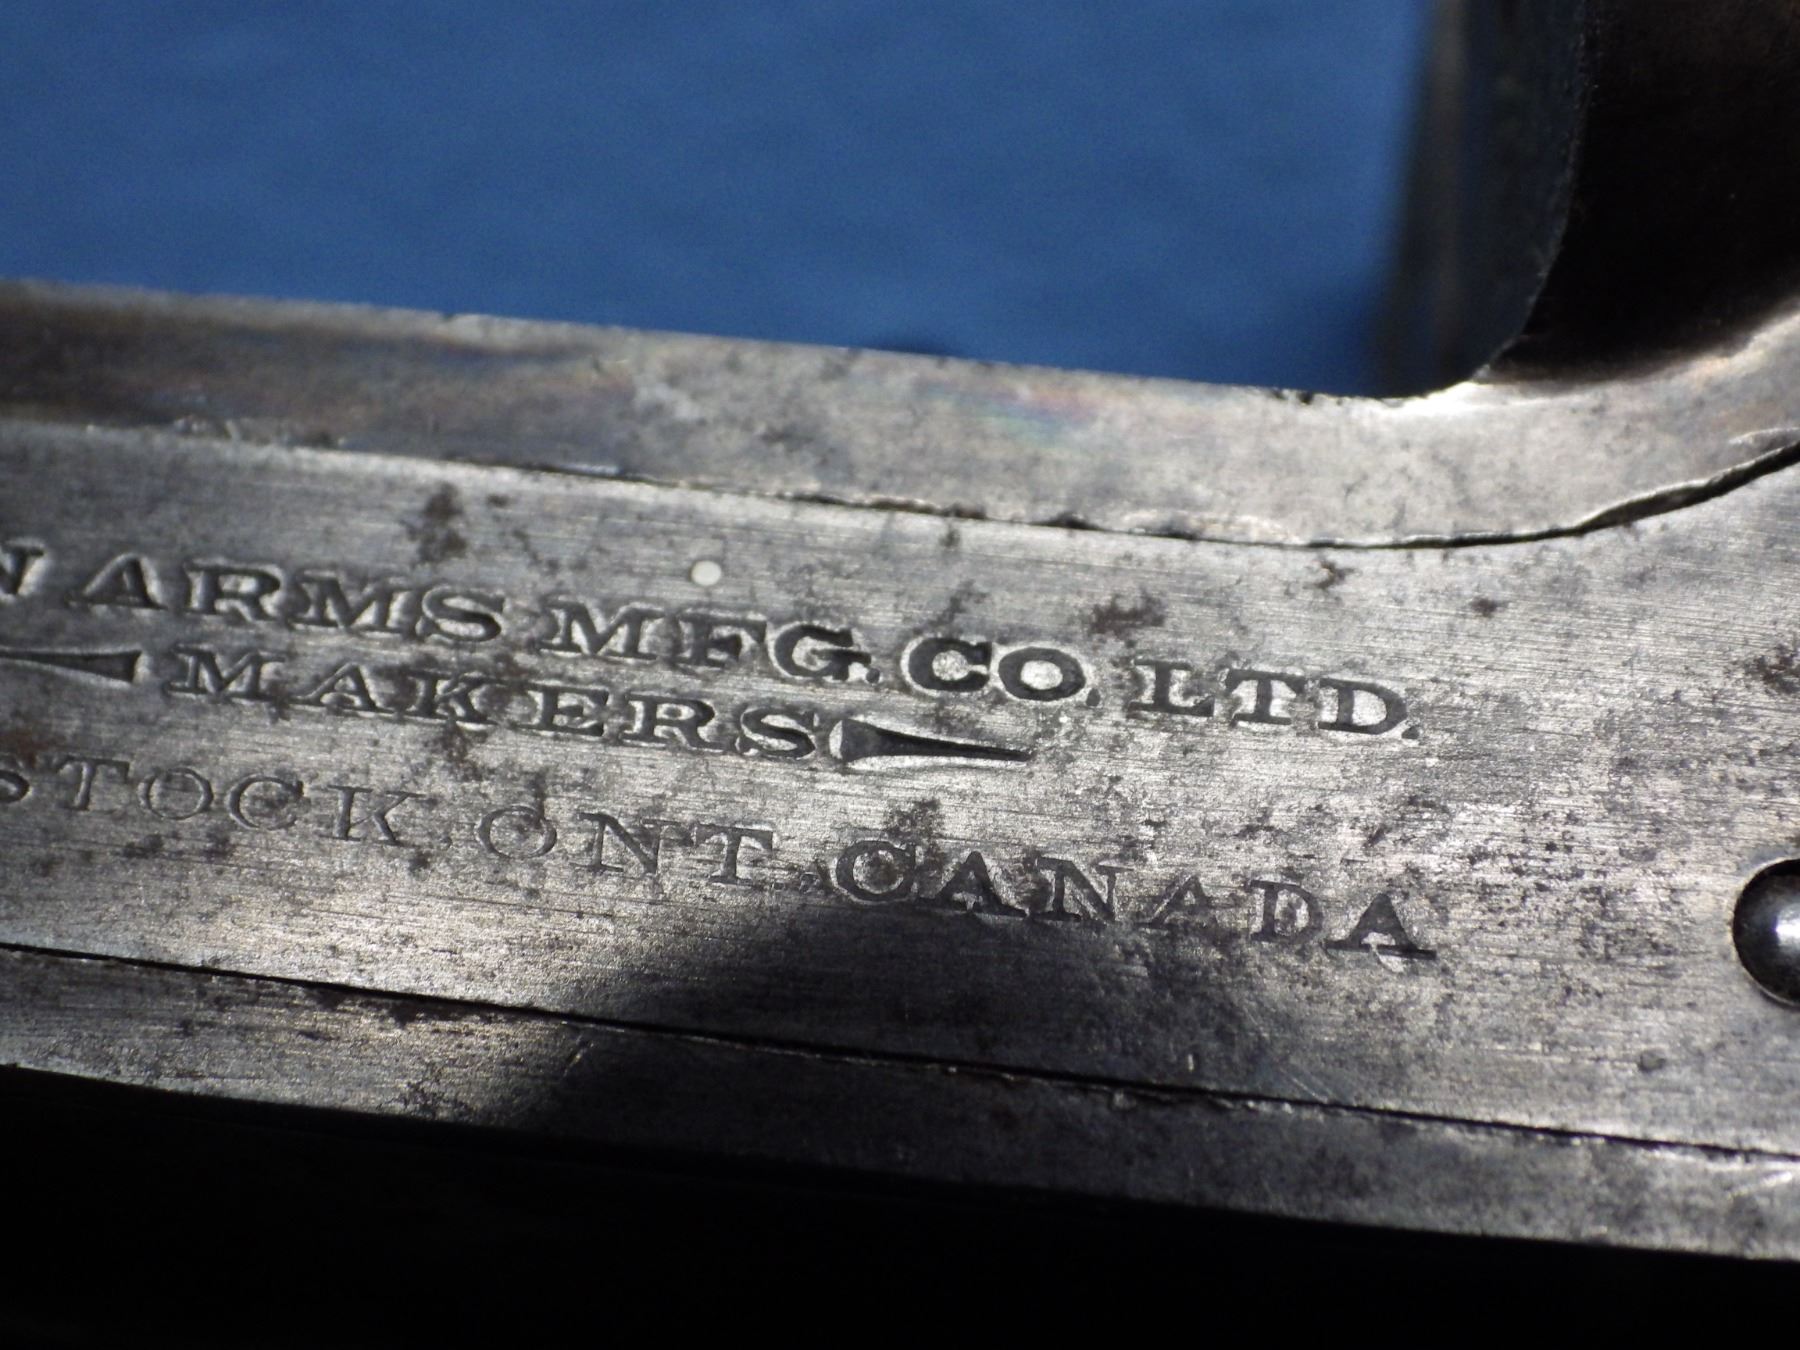 N ARMS MFG. CO. LTD.
MAKERS
STOCK, ONT. CANADA